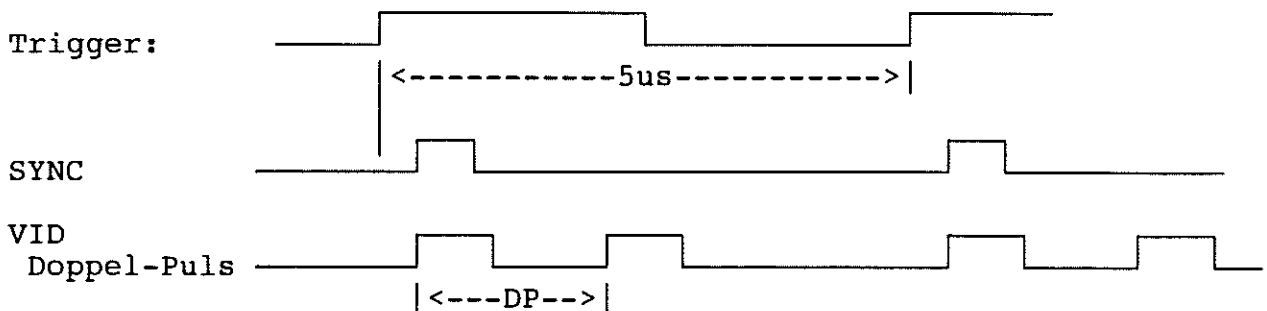 Trigger:
|<-----------5us----------->|
SYNC
VID
Doppel-Puls
|<---DP-->|